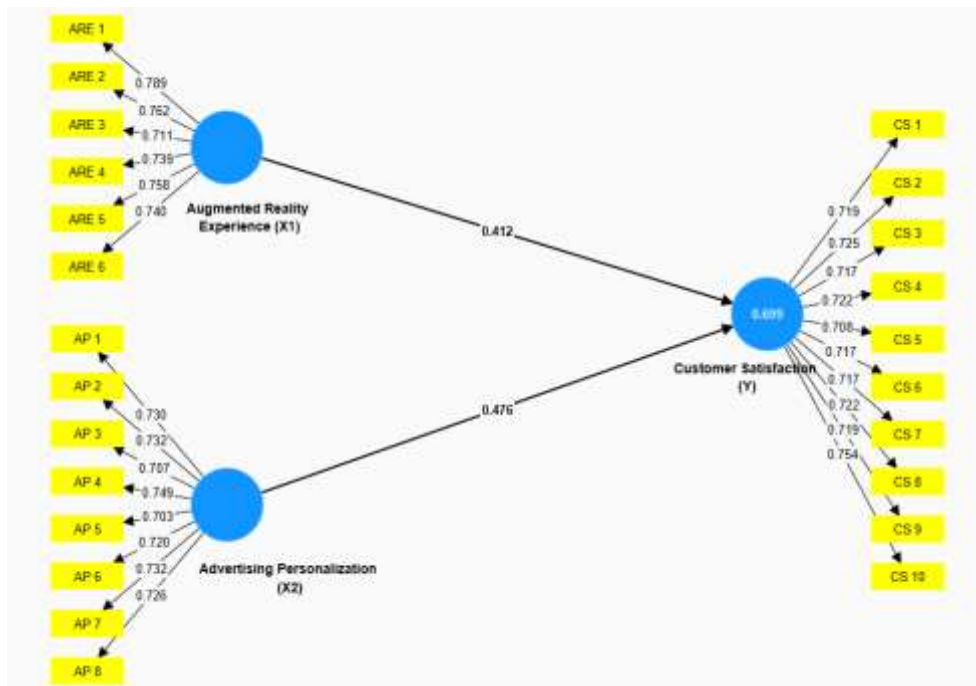 ARE 1
ARE 2
ARE 3
ARE 4
ARE 5
ARE 6
0.789
0.762
0.711
0.739
0.758
0.740
Augmented Reality
Experience (X1)
0.412
AP 1
AP 2
AP 3
AP 4
AP 5
AP 6
AP 7
AP 8
0.730
0.732
0.707
0.749
0.703
0.720
0.732
0.726
Advertising Personalization
(X2)
0.476
0.699
Customer Satisfaction
(Y)
0.719
0.725
0.717
0.722
0.708
0.717
0.717
0.722
0.719
0.754
CS 1
CS 2
CS 3
CS 4
CS 5
CS 6
CS 7
CS 8
CS 9
CS 10